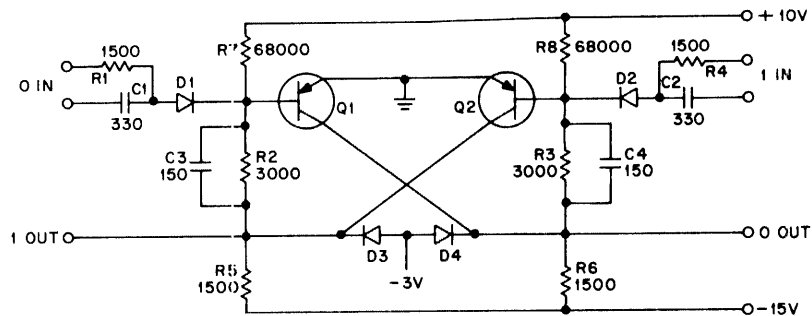 +10V
R7 68000
R8 68000
1500
R1
0 IN
C1
330
D1
Q1
Q2
D2
1500
R4
C2
330
1 IN
C3
150
R2
3000
R3
3000
C4
150
1 OUT
D3
D4
-3V
0 OUT
R5
1500
R6
1500
-15V